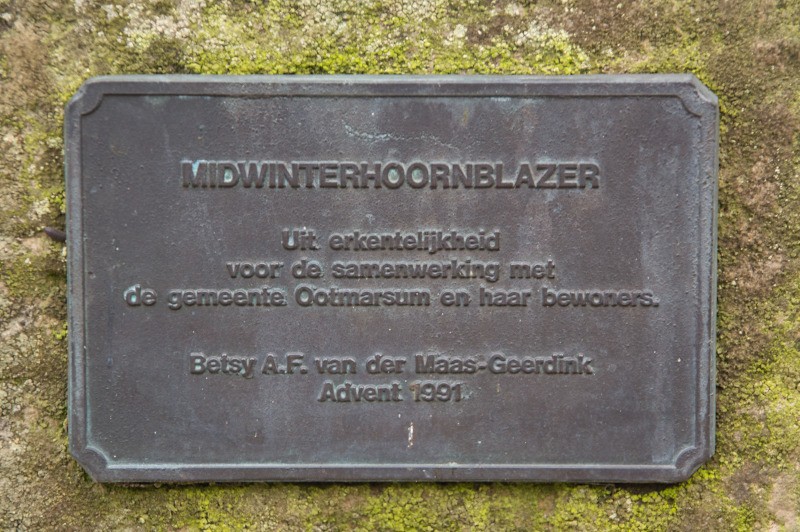 MIDWINTERHOORNBLAZER
Uit erkentelijkheid
voor de samenwerking met
de gemeente Ootmarsum en haar bewoners.
Betsy A.F. van der Maas-Geerdink
Advent 1991